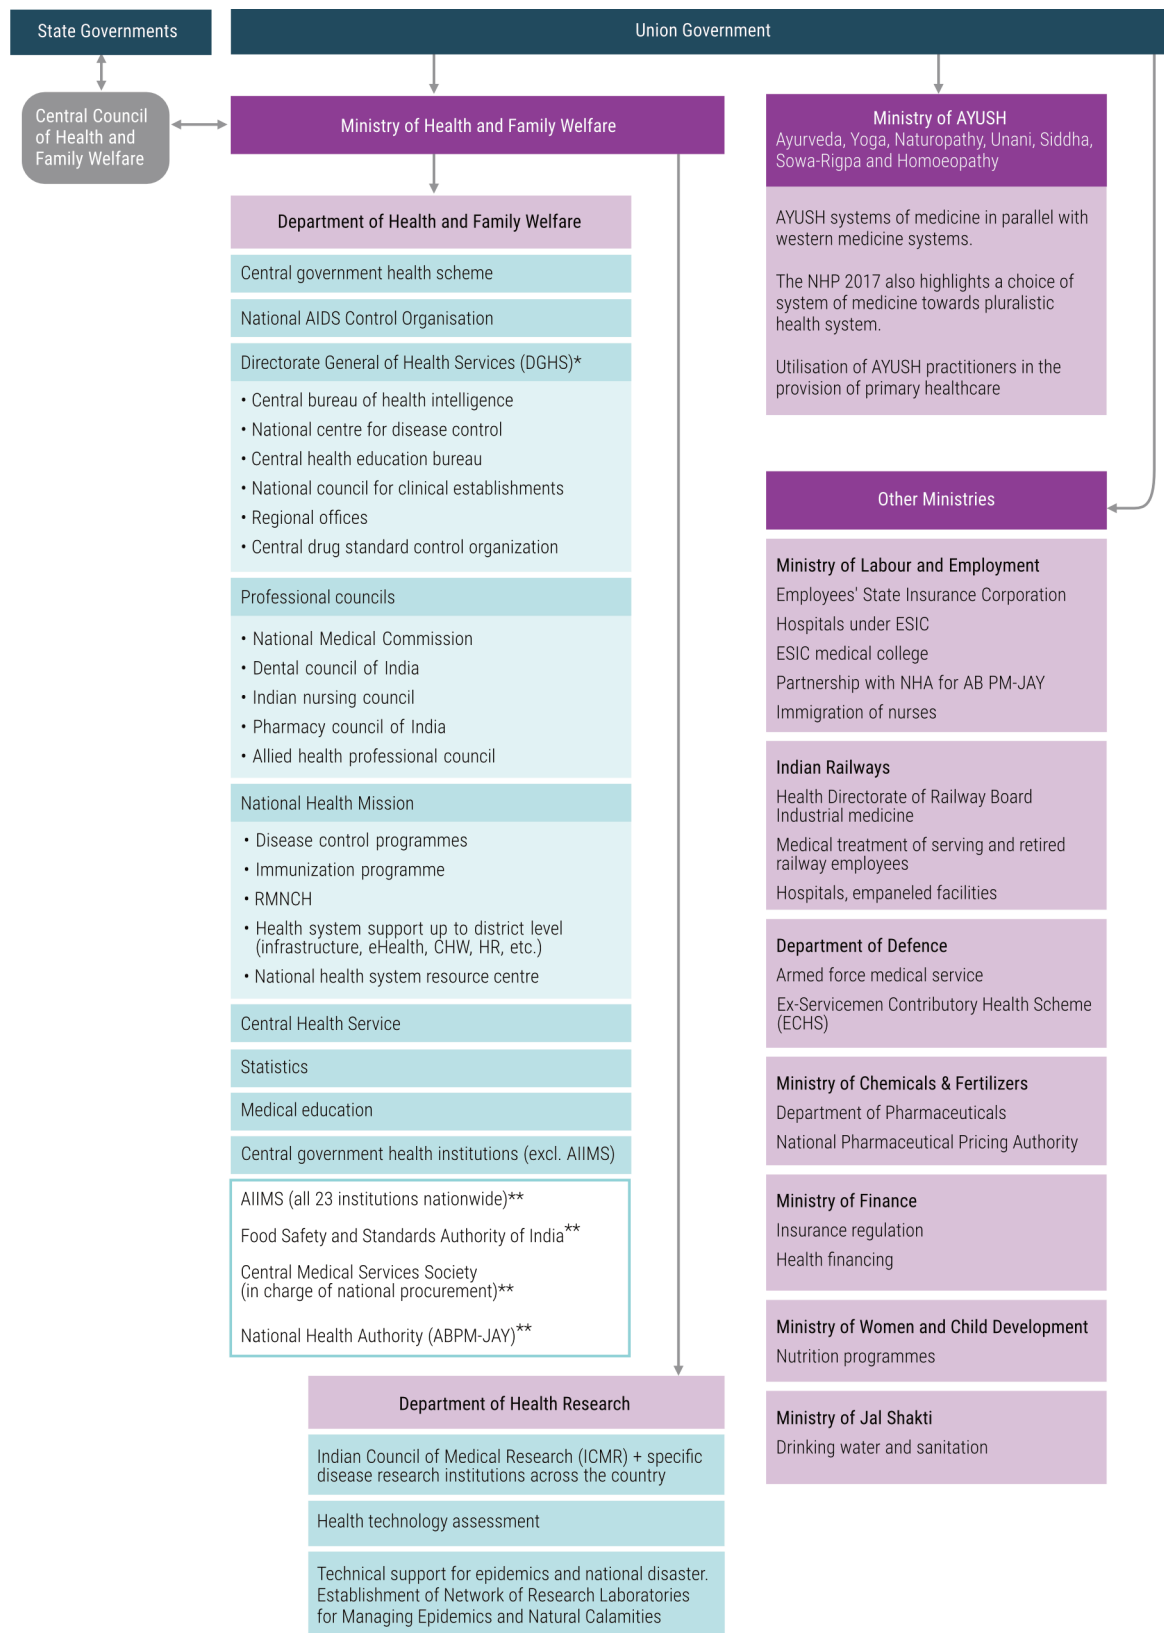 State Governments
Union Government
Central Council
of Health and
Family Welfare
Ministry of Health and Family Welfare
Department of Health and Family Welfare
Central government health scheme
National AIDS Control Organisation
Directorate General of Health Services (DGHS)*
• Central bureau of health intelligence
• National centre for disease control
• Central health education bureau
• National council for clinical establishments
• Regional offices
• Central drug standard control organization
Professional councils
• National Medical Commission
• Dental council of India
• Indian nursing council
• Pharmacy council of India
• Allied health professional council
National Health Mission
• Disease control programmes
• Immunization programme
• RMNCH
• Health system support up to district level
(infrastructure, eHealth, CHW, HR, etc.)
• National health system resource centre
Central Health Service
Statistics
Medical education
Central government health institutions (excl. AIIMS)
AIIMS (all 23 institutions nationwide)**
Food Safety and Standards Authority of India**
Central Medical Services Society
(in charge of national procurement)**
National Health Authority (ABPM-JAY)**
Department of Health Research
Indian Council of Medical Research (ICMR) + specific
disease research institutions across the country
Health technology assessment
Technical support for epidemics and national disaster.
Establishment of Network of Research Laboratories
for Managing Epidemics and Natural Calamities
Ministry of AYUSH
Ayurveda, Yoga, Naturopathy, Unani, Siddha,
Sowa-Rigpa and Homoeopathy
AYUSH systems of medicine in parallel with
western medicine systems.
The NHP 2017 also highlights a choice of
system of medicine towards pluralistic
health system.
Utilisation of AYUSH practitioners in the
provision of primary healthcare
Other Ministries
Ministry of Labour and Employment
Employees' State Insurance Corporation
Hospitals under ESIC
ESIC medical college
Partnership with NHA for AB PM-JAY
Immigration of nurses
Indian Railways
Health Directorate of Railway Board
Industrial medicine
Medical treatment of serving and retired
railway employees
Hospitals, empaneled facilities
Department of Defence
Armed force medical service
Ex-Servicemen Contributory Health Scheme
(ECHS)
Ministry of Chemicals & Fertilizers
Department of Pharmaceuticals
National Pharmaceutical Pricing Authority
Ministry of Finance
Insurance regulation
Health financing
Ministry of Women and Child Development
Nutrition programmes
Ministry of Jal Shakti
Drinking water and sanitation